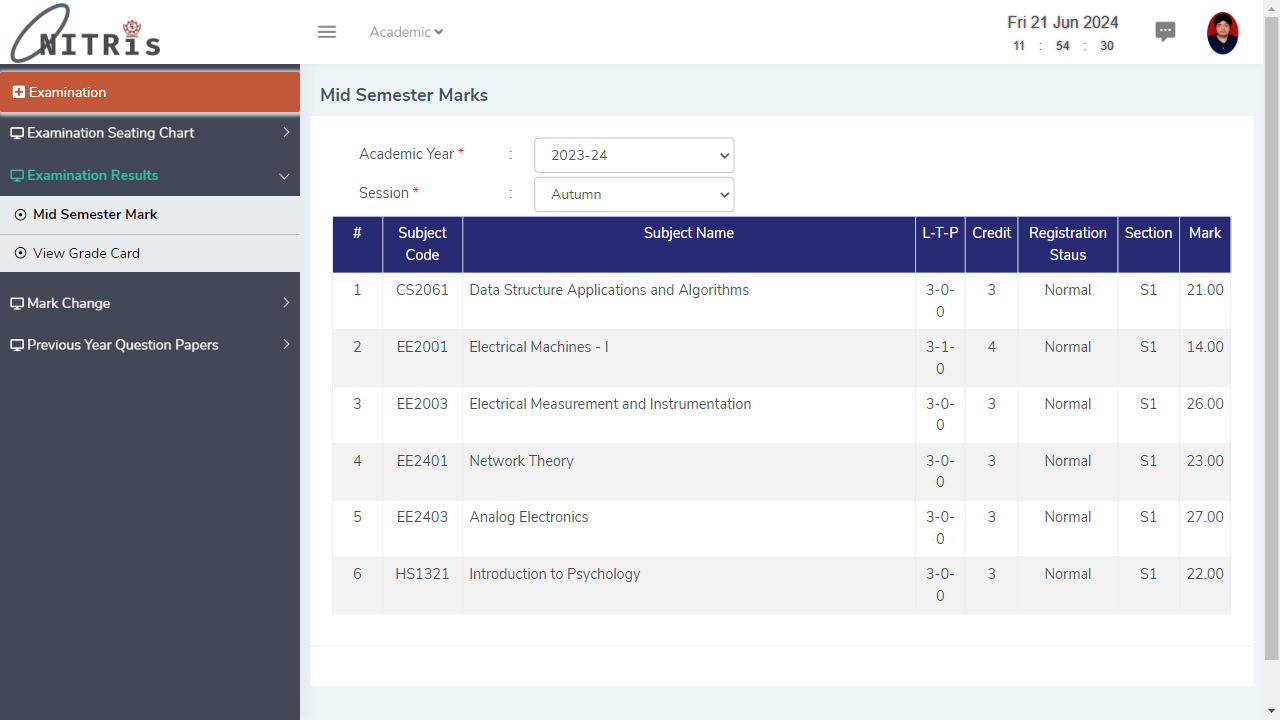 NITRIS
Academic
Fri 21 Jun 2024
11 : 54 : 30
Examination
Examination Seating Chart
Examination Results
Mid Semester Mark
View Grade Card
Mark Change
Previous Year Question Papers
Mid Semester Marks
Academic Year * : 2023-24
Session * : Autumn
# Subject Code Subject Name L-T-P Credit Registration Staus Section Mark
1 CS2061 Data Structure Applications and Algorithms 3-0-0 3 Normal S1 21.00
2 EE2001 Electrical Machines - I 3-1-0 4 Normal S1 14.00
3 EE2003 Electrical Measurement and Instrumentation 3-0-0 3 Normal S1 26.00
4 EE2401 Network Theory 3-0-0 3 Normal S1 23.00
5 EE2403 Analog Electronics 3-0-0 3 Normal S1 27.00
6 HS1321 Introduction to Psychology 3-0-0 3 Normal S1 22.00